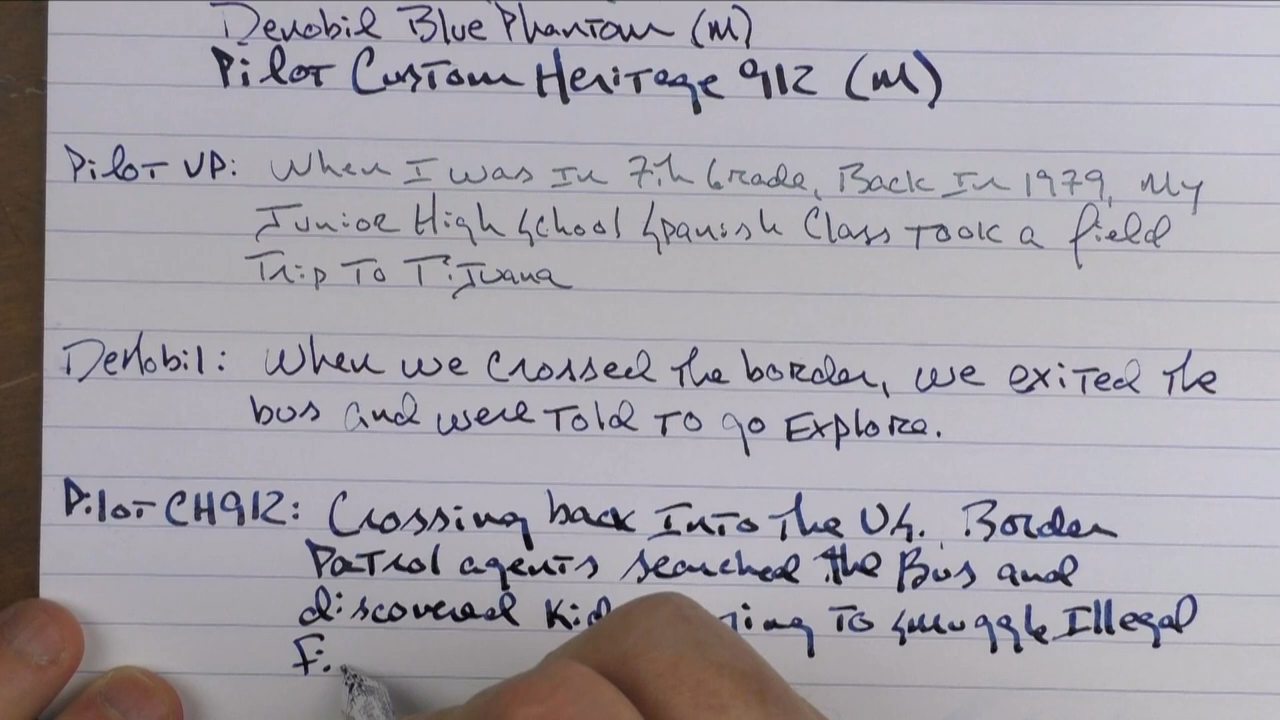 Denobil Blue Phantom (M)
Pilot Custom Heritage 912 (M)
Pilot VP: When I was In 7th Grade, Back In 1979, My
Junior High School Spanish Class Took a field
Trip To Tijuana
DeNobil: When we crossed the border, we exited the
bus and were Told To go Explore.
Pilot CH912: Crossing back Into The U.S. Border
Patrol agents searched the Bus and
discovered To smuggle Illegal